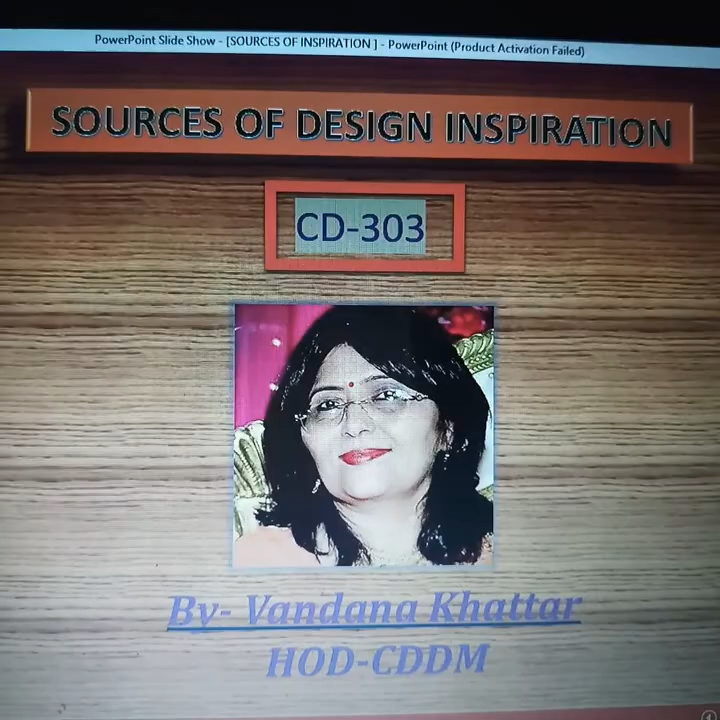 PowerPoint Slide Show - [SOURCES OF INSPIRATION ] - PowerPoint (Product Activation Failed)
SOURCES OF DESIGN INSPIRATION
CD-303
By- Vandana Khattar
HOD-CDDM